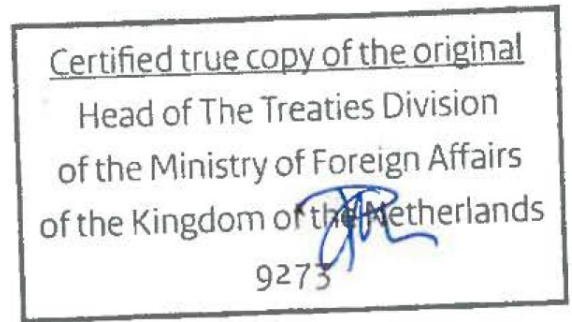 Certified true copy of the original
Head of The Treaties Division
of the Ministry of Foreign Affairs
of the Kingdom of the Netherlands
9273